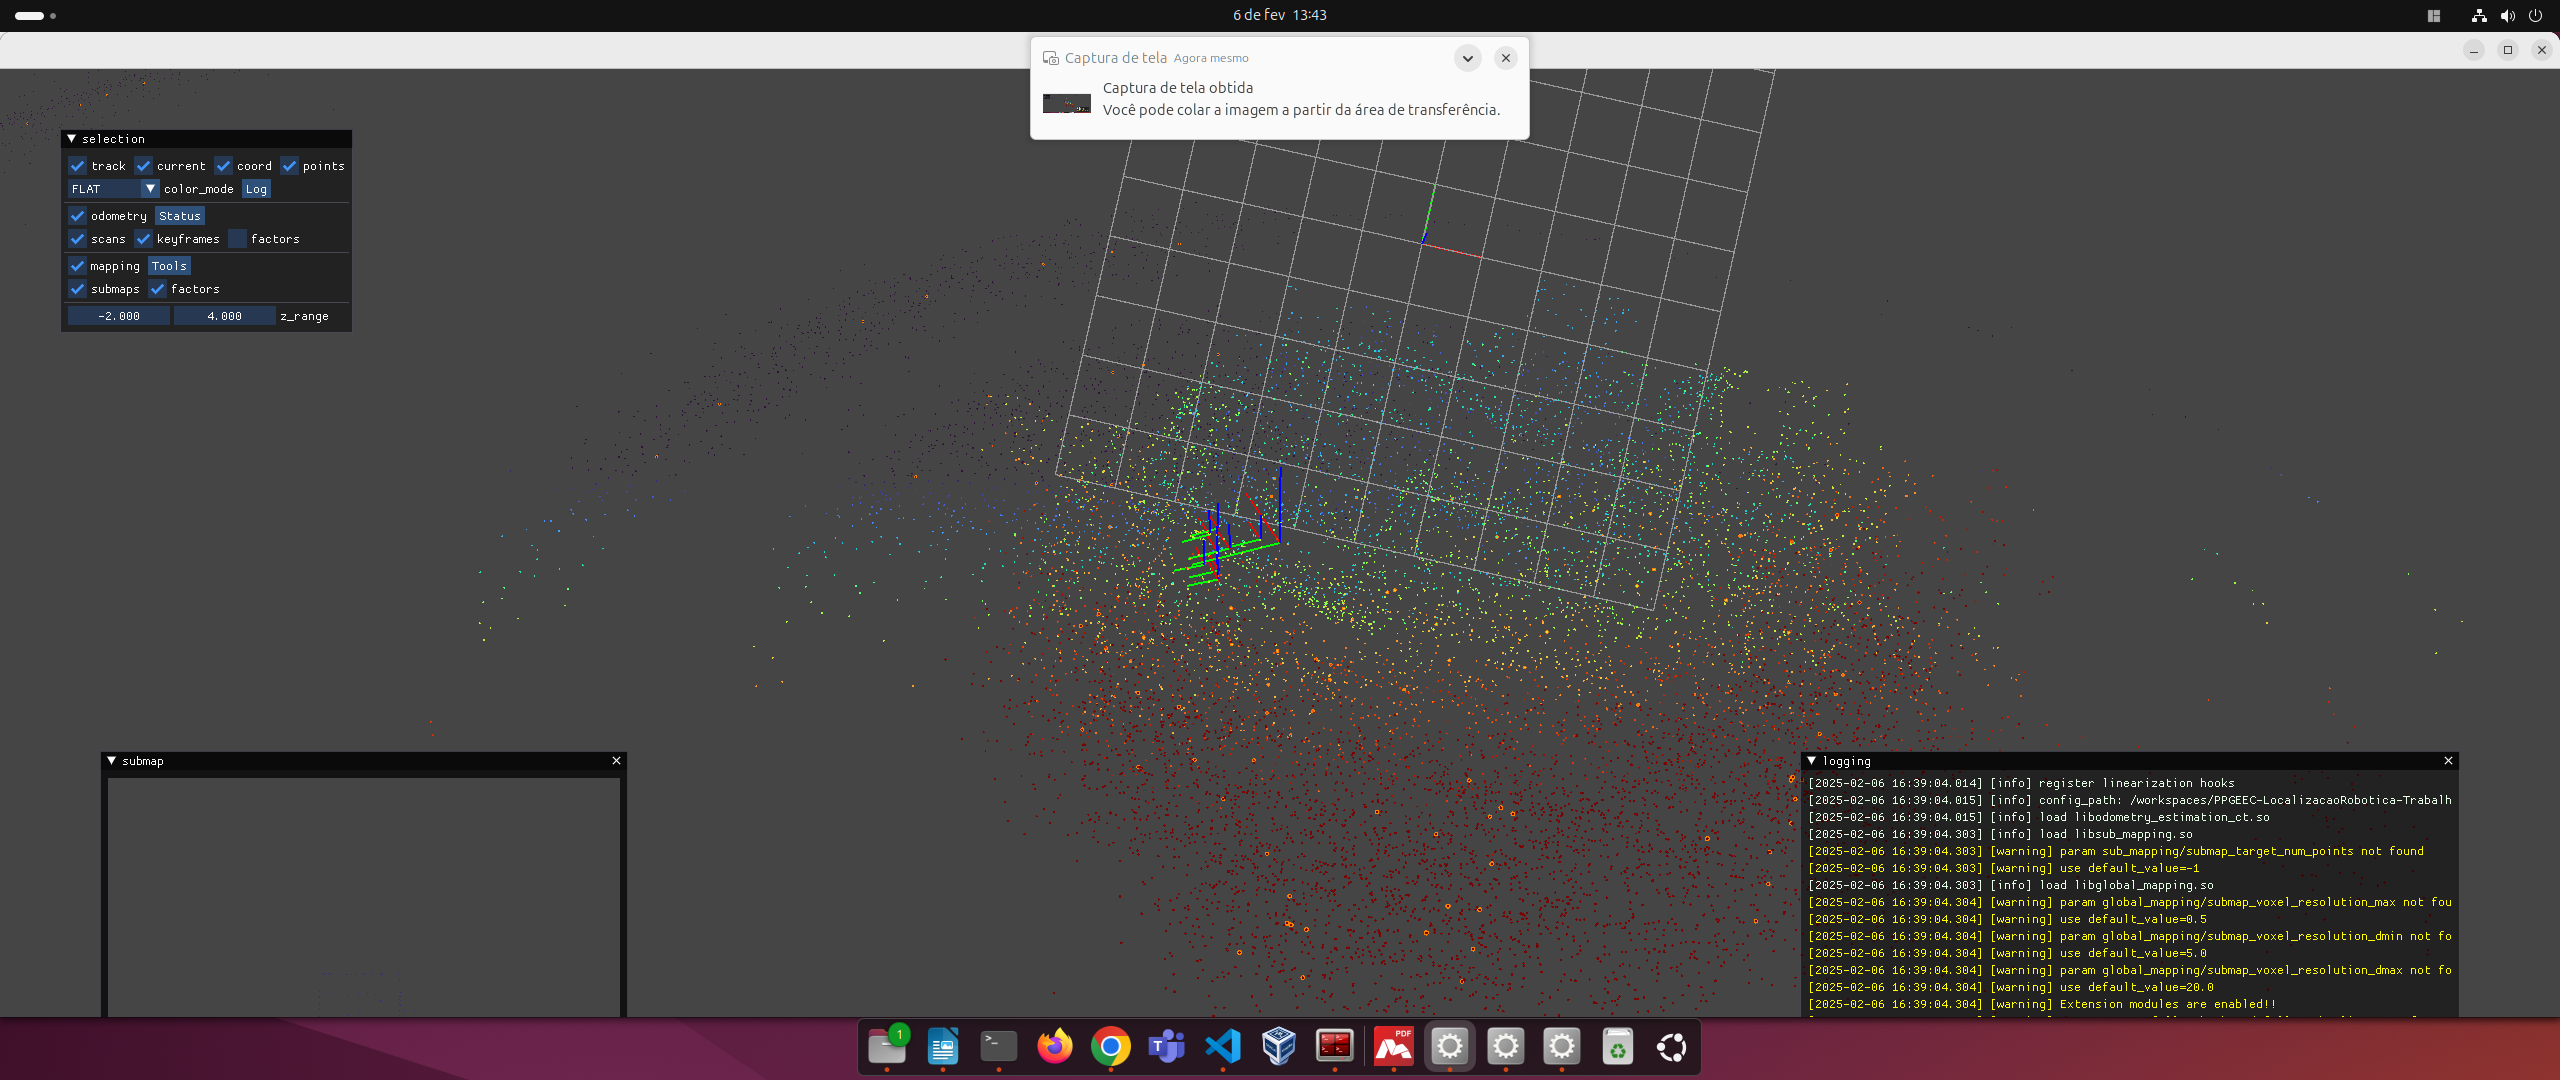 6 de fev 13:43
Captura de tela Agora mesmo
Captura de tela obtida
Você pode colar a imagem a partir da área de transferência.
selection
track current coord points
FLAT color_mode Log
odometry Status
scans keyframes factors
mapping Tools
submaps factors
-2.000 4.000 z_range
submap
logging
[2025-02-06 16:39:04.014] [info] register linearization hooks
[2025-02-06 16:39:04.015] [info] config_path: /workspaces/PPGEEC-LocalizacaoRobotica-Trabalh
[2025-02-06 16:39:04.015] [info] load libodometry_estimation_ct.so
[2025-02-06 16:39:04.303] [info] load libsub_mapping.so
[2025-02-06 16:39:04.303] [warning] param sub_mapping/submap_target_num_points not found
[2025-02-06 16:39:04.303] [warning] use default_value=-1
[2025-02-06 16:39:04.303] [info] load libglobal_mapping.so
[2025-02-06 16:39:04.304] [warning] param global_mapping/submap_voxel_resolution_max not fou
[2025-02-06 16:39:04.304] [warning] use default_value=0.5
[2025-02-06 16:39:04.304] [warning] param global_mapping/submap_voxel_resolution_dmin not fo
[2025-02-06 16:39:04.304] [warning] use default_value=5.0
[2025-02-06 16:39:04.304] [warning] param global_mapping/submap_voxel_resolution_dmax not fo
[2025-02-06 16:39:04.304] [warning] use default_value=20.0
[2025-02-06 16:39:04.304] [warning] Extension modules are enabled!!
1
PDF